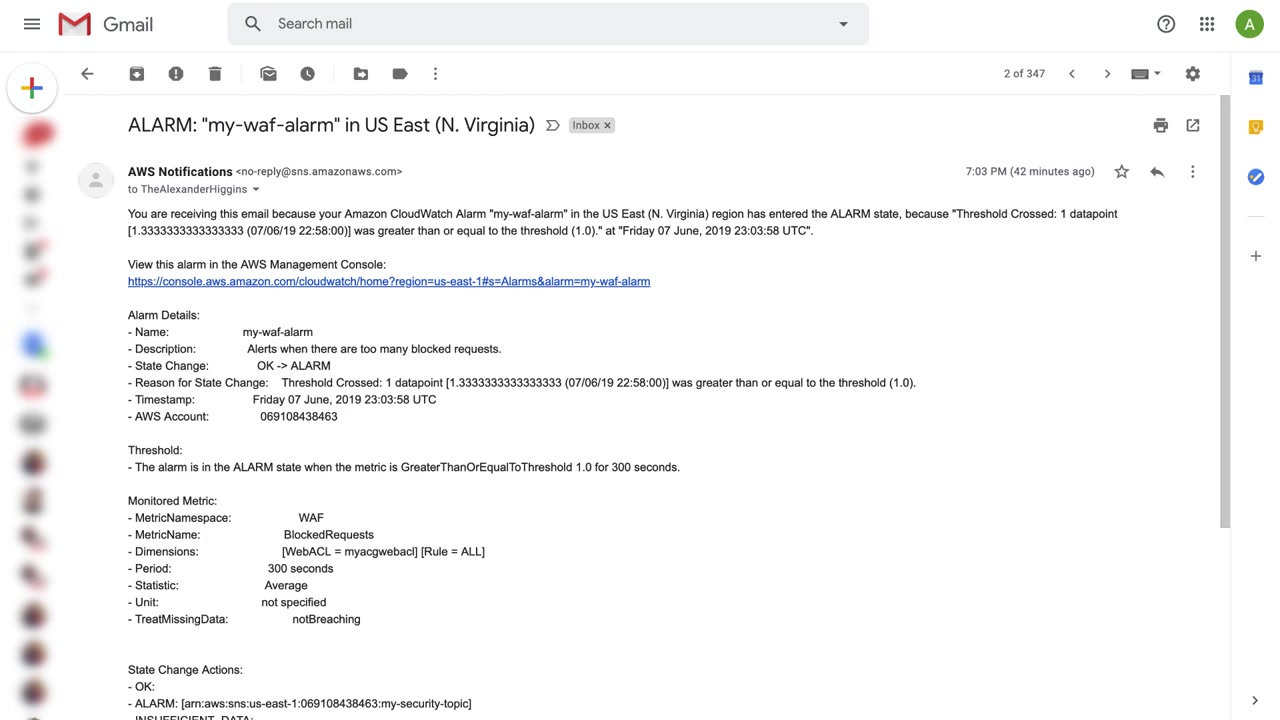 Gmail
Search mail
A
2 of 347
31
ALARM: "my-waf-alarm" in US East (N. Virginia)
Inbox ×
AWS Notifications <no-reply@sns.amazonaws.com>
7:03 PM (42 minutes ago)
to TheAlexanderHiggins
You are receiving this email because your Amazon CloudWatch Alarm "my-waf-alarm" in the US East (N. Virginia) region has entered the ALARM state, because "Threshold Crossed: 1 datapoint
[1.3333333333333333 (07/06/19 22:58:00)] was greater than or equal to the threshold (1.0)." at "Friday 07 June, 2019 23:03:58 UTC".
View this alarm in the AWS Management Console:
https://console.aws.amazon.com/cloudwatch/home?region=us-east-1#s=Alarms&alarm=my-waf-alarm
Alarm Details:
- Name: my-waf-alarm
- Description: Alerts when there are too many blocked requests.
- State Change: OK -> ALARM
- Reason for State Change: Threshold Crossed: 1 datapoint [1.3333333333333333 (07/06/19 22:58:00)] was greater than or equal to the threshold (1.0).
- Timestamp: Friday 07 June, 2019 23:03:58 UTC
- AWS Account: 069108438463
Threshold:
- The alarm is in the ALARM state when the metric is GreaterThanOrEqualToThreshold 1.0 for 300 seconds.
Monitored Metric:
- MetricNamespace: WAF
- MetricName: BlockedRequests
- Dimensions: [WebACL = myacgwebacl] [Rule = ALL]
- Period: 300 seconds
- Statistic: Average
- Unit: not specified
- TreatMissingData: notBreaching
State Change Actions:
- OK:
- ALARM: [arn:aws:sns:us-east-1:069108438463:my-security-topic]
- INSUFFICIENT_DATA: